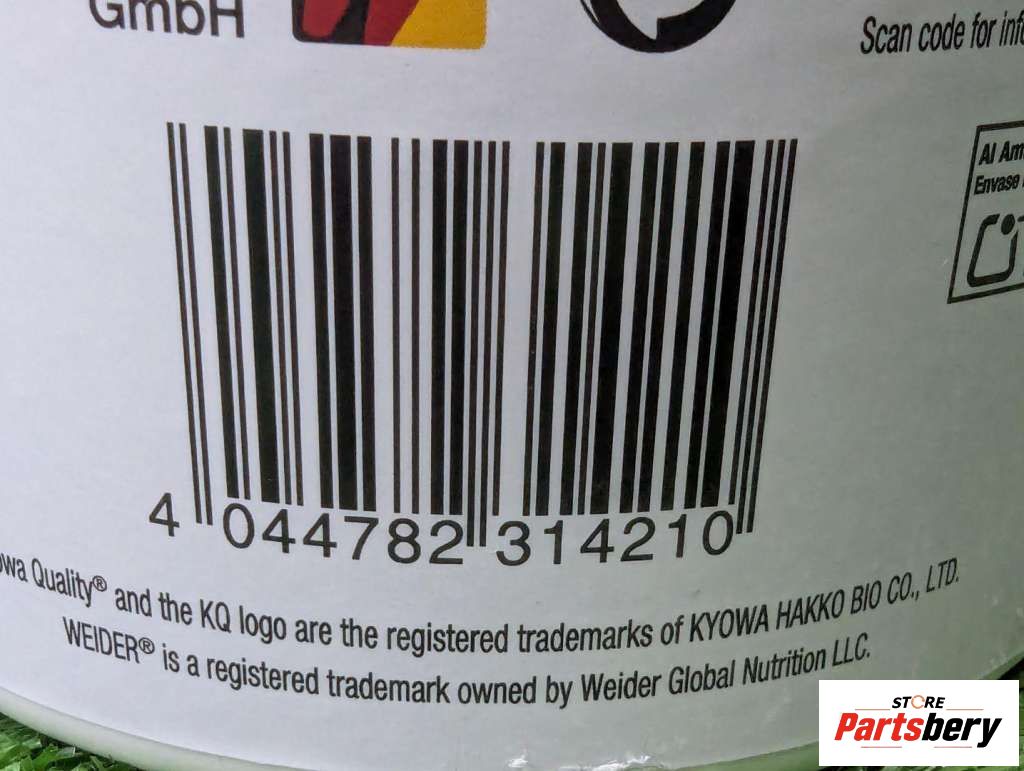 GmbH
Scan code for
Al
Envase
4 044782 314210
Quality® and the KQ logo are the registered trademarks of KYOWA HAKKO BIO CO., LTD.
WEIDER® is a registered trademark owned by Weider Global Nutrition LLC.
STORE
Partsbery